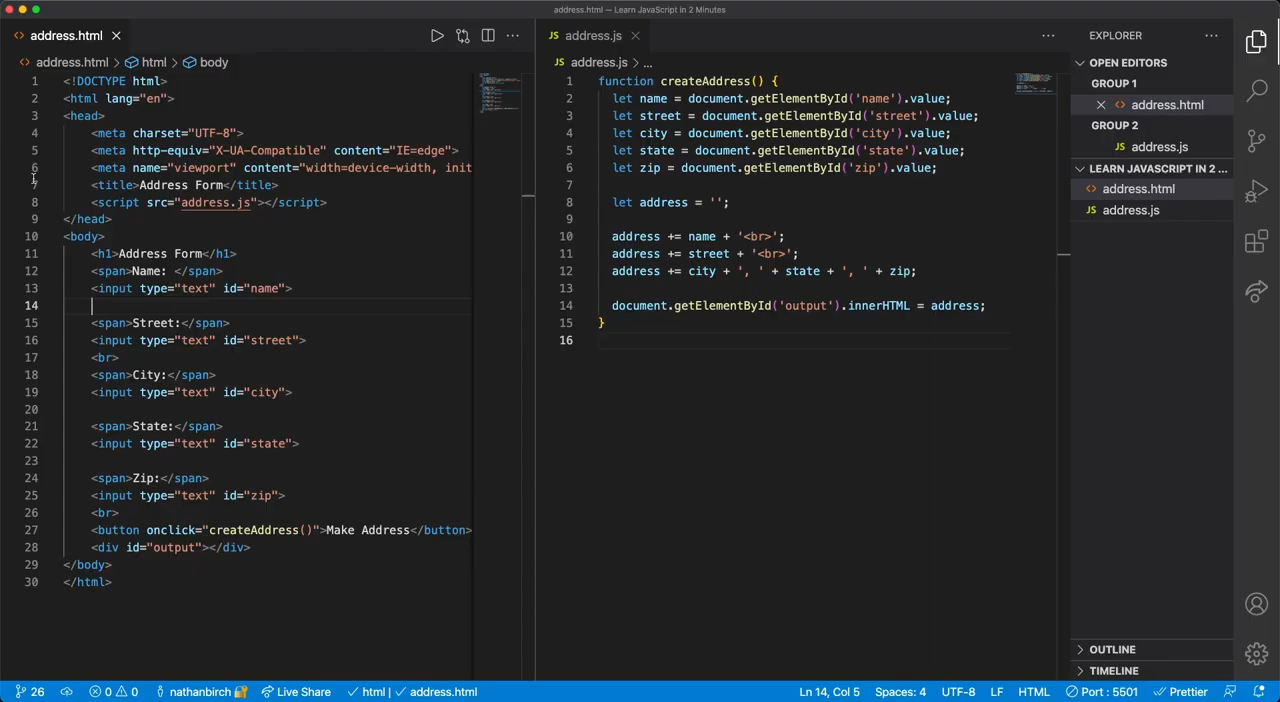 address.html — Learn JavaScript in 2 Minutes
<> address.html
<> address.html > html > body
1 <!DOCTYPE html>
2 <html lang="en">
3 <head>
4 <meta charset="UTF-8">
5 <meta http-equiv="X-UA-Compatible" content="IE=edge">
6 <meta name="viewport" content="width=device-width, init
7 <title>Address Form</title>
8 <script src="address.js"></script>
9 </head>
10 <body>
11 <h1>Address Form</h1>
12 <span>Name: </span>
13 <input type="text" id="name">
14
15 <span>Street:</span>
16 <input type="text" id="street">
17 <br>
18 <span>City:</span>
19 <input type="text" id="city">
20
21 <span>State:</span>
22 <input type="text" id="state">
23
24 <span>Zip:</span>
25 <input type="text" id="zip">
26 <br>
27 <button onclick="createAddress()">Make Address</button>
28 <div id="output"></div>
29 </body>
30 </html>
JS address.js
JS address.js > ...
1 function createAddress() {
2 let name = document.getElementById('name').value;
3 let street = document.getElementById('street').value;
4 let city = document.getElementById('city').value;
5 let state = document.getElementById('state').value;
6 let zip = document.getElementById('zip').value;
7
8 let address = '';
9
10 address += name + '<br>';
11 address += street + '<br>';
12 address += city + ', ' + state + ', ' + zip;
13
14 document.getElementById('output').innerHTML = address;
15 }
16
EXPLORER
OPEN EDITORS
GROUP 1
<> address.html
GROUP 2
JS address.js
LEARN JAVASCRIPT IN 2 ...
<> address.html
JS address.js
OUTLINE
TIMELINE
26 0 0 nathanbirch Live Share html | address.html Ln 14, Col 5 Spaces: 4 UTF-8 LF HTML Port : 5501 Prettier